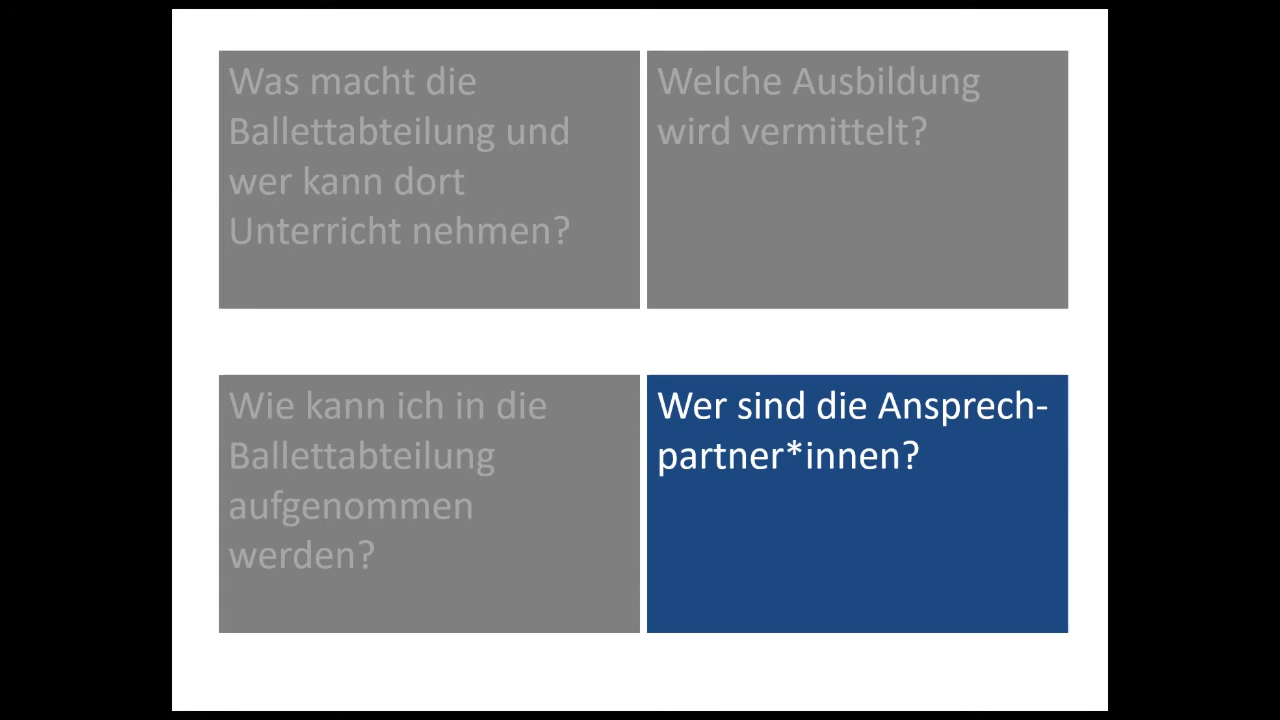 Was macht die
Ballettabteilung und
wer kann dort
Unterricht nehmen?
Welche Ausbildung
wird vermittelt?
Wie kann ich in die
Ballettabteilung
aufgenommen
werden?
Wer sind die Ansprech-
partner*innen?